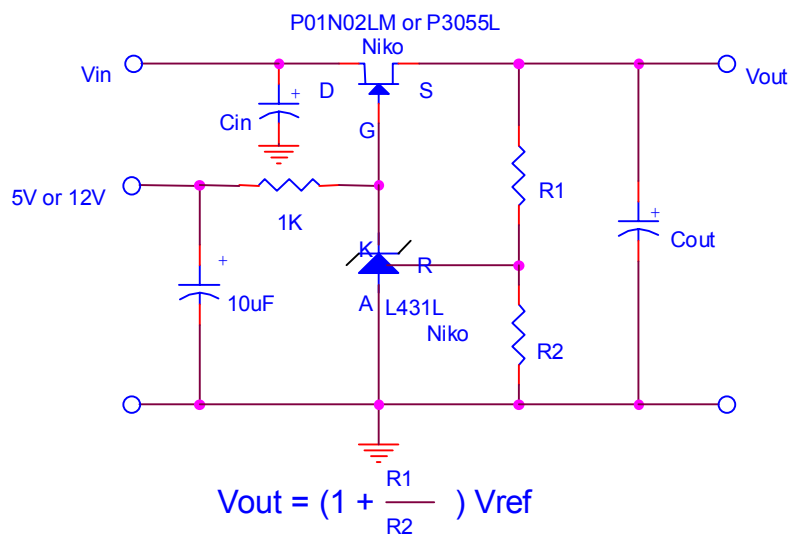 P01N02LM or P3055L
Niko
Vin
D
S
Vout
+
Cin
G
5V or 12V
1K
R1
+
Cout
+
10uF
K
R
A
L431L
Niko
R2
Vout = (1 + R1 / R2 ) Vref